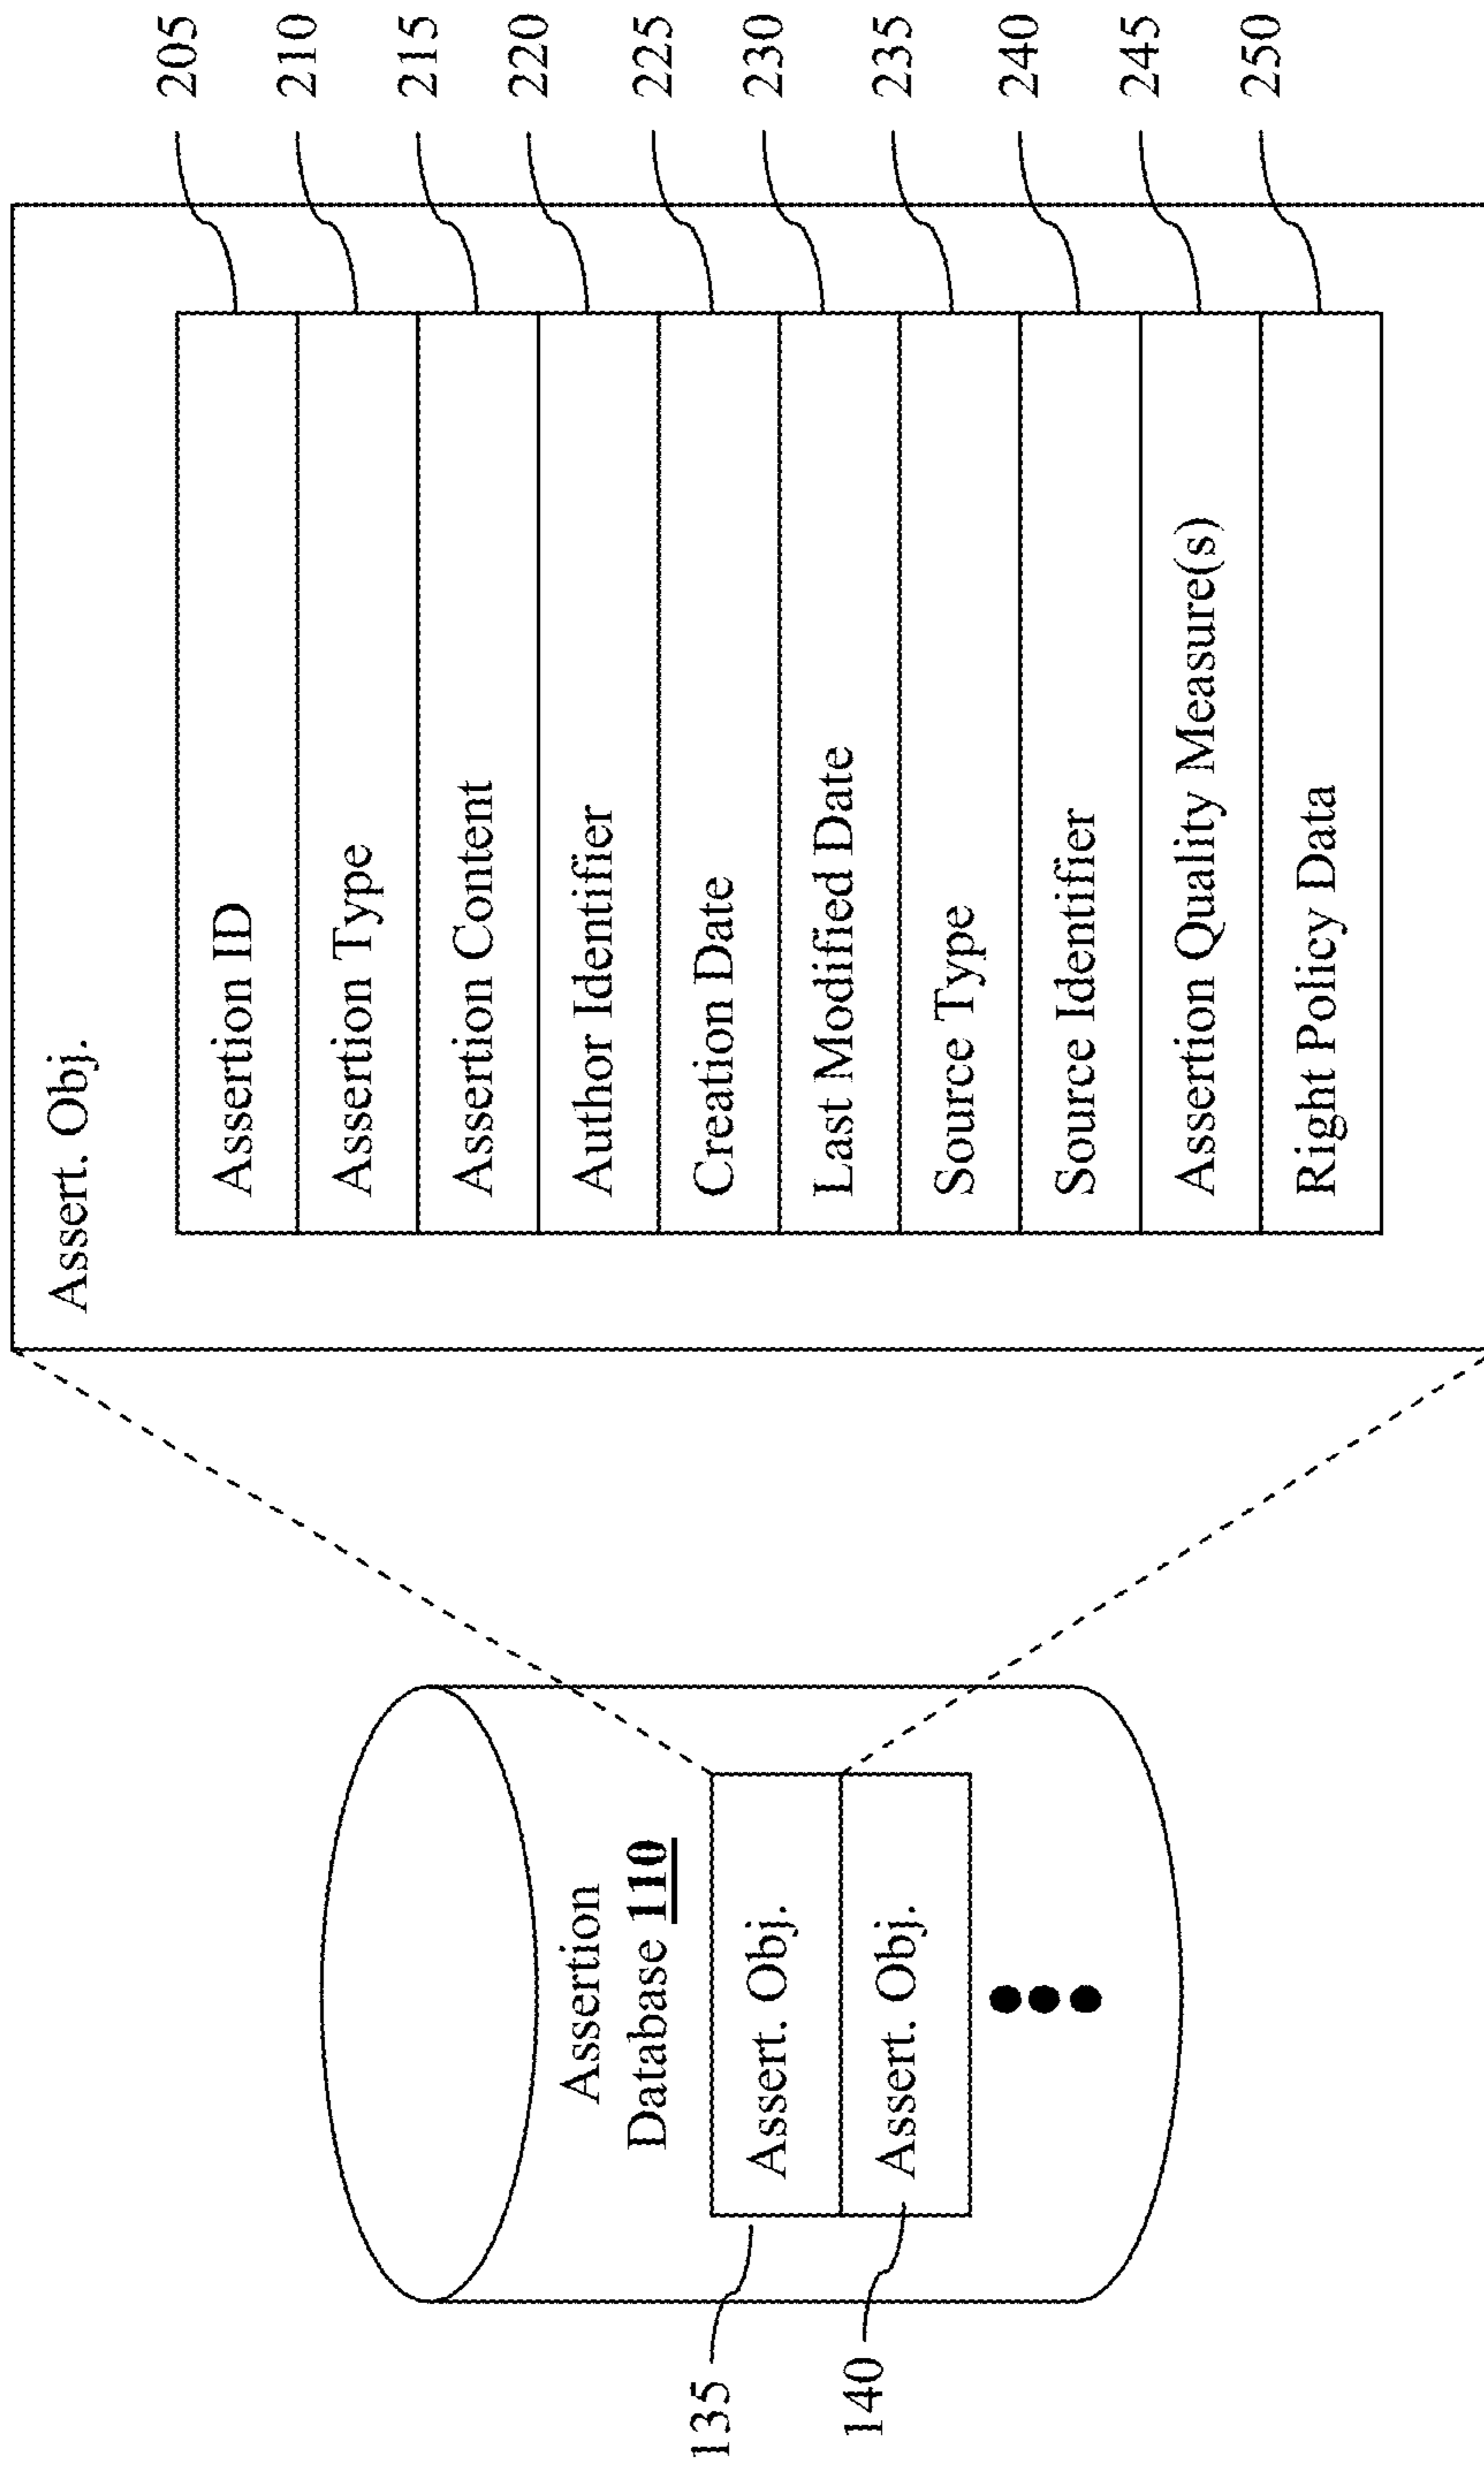 Assertion
Database 110
Assert. Obj.
Assert. Obj.
135
140
Assert. Obj.
Assertion ID
205
Assertion Type
210
Assertion Content
215
Author Identifier
220
Creation Date
225
Last Modified Date
230
Source Type
235
Source Identifier
240
Assertion Quality Measure(s)
245
Right Policy Data
250